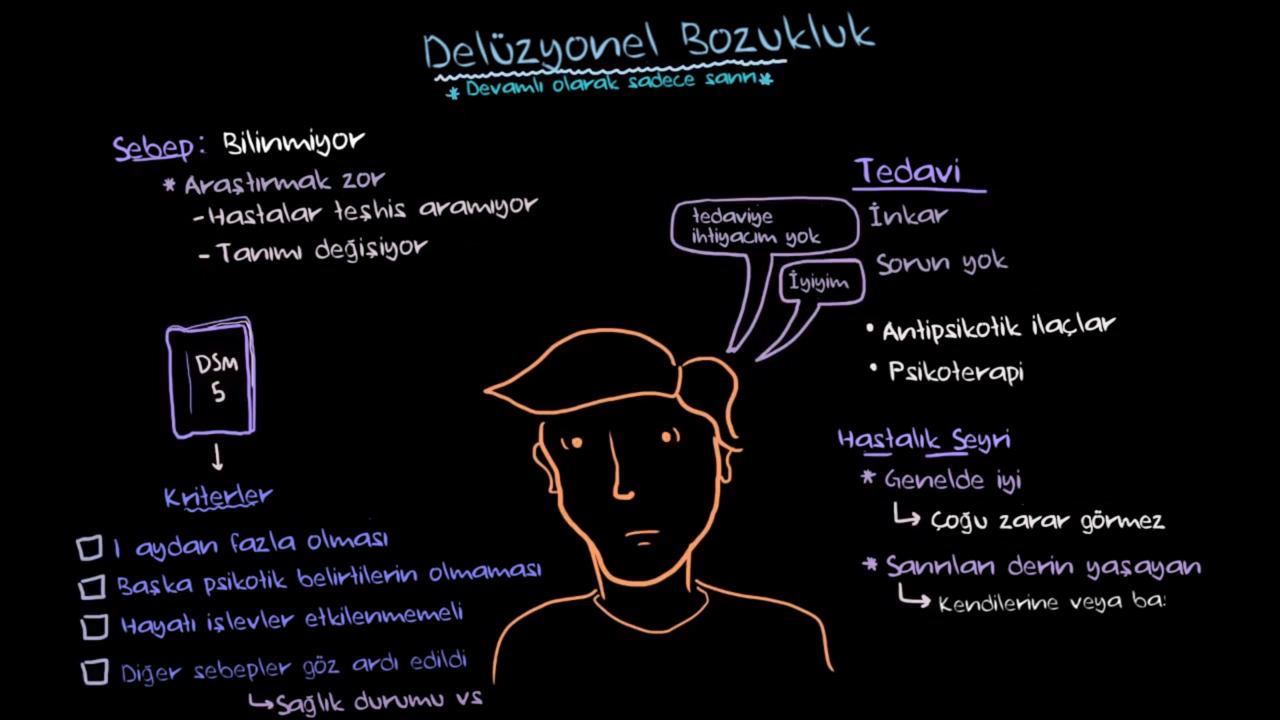 Delüzyonel Bozukluk
* Devamlı olarak sadece sanrı *
Sebep: Bilinmiyor
* Araştırmak zor
- Hastalar teşhis aramıyor
- Tanımı değişiyor
DSM
5
Kriterler
1 aydan fazla olması
Başka psikotik belirtilerin olmaması
Hayati işlevler etkilenmemeli
Diğer sebepler göz ardı edildi
Sağlık durumu vs
tedaviye
ihtiyacım yok
İyiyim
Tedavi
İnkar
Sorun yok
• Antipsikotik ilaçlar
• Psikoterapi
Hastalık Seyri
* Genelde iyi
Çoğu zarar görmez
* Sanrıları derin yaşayan
Kendilerine veya